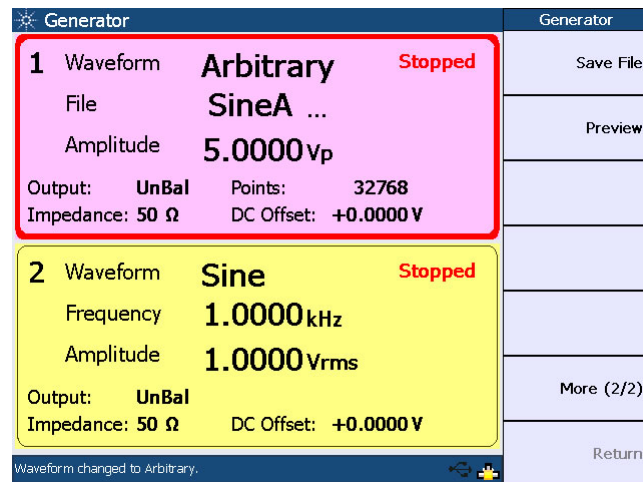 Generator
1 Waveform Arbitrary Stopped
File SineA ...
Amplitude 5.0000 Vp
Output: UnBal Points: 32768
Impedance: 50 Ω DC Offset: +0.0000 V
2 Waveform Sine Stopped
Frequency 1.0000 kHz
Amplitude 1.0000 Vrms
Output: UnBal
Impedance: 50 Ω DC Offset: +0.0000 V
Waveform changed to Arbitrary.
Generator
Save File
Preview
More (2/2)
Return